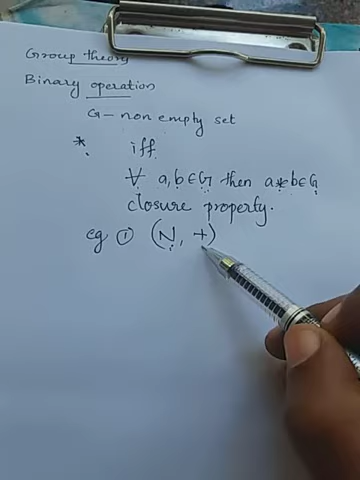 Group theory
Binary operation
G - non empty set
* iff
∀ a, b ∈ G then a * b ∈ G
closure property.
eg ① (N, +)